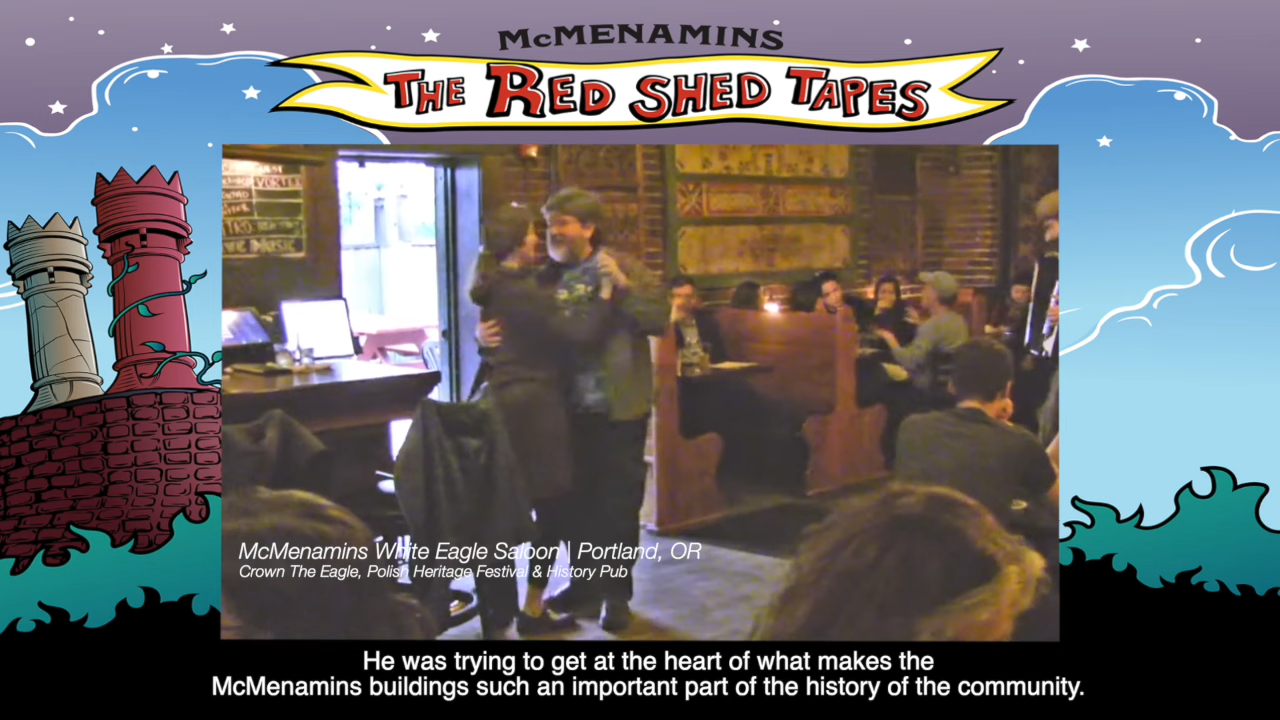 McMENAMINS
THE RED SHED TAPES
McMenamins White Eagle Saloon | Portland, OR
Crown The Eagle, Polish Heritage Festival & History Pub
He was trying to get at the heart of what makes the
McMenamins buildings such an important part of the history of the community.